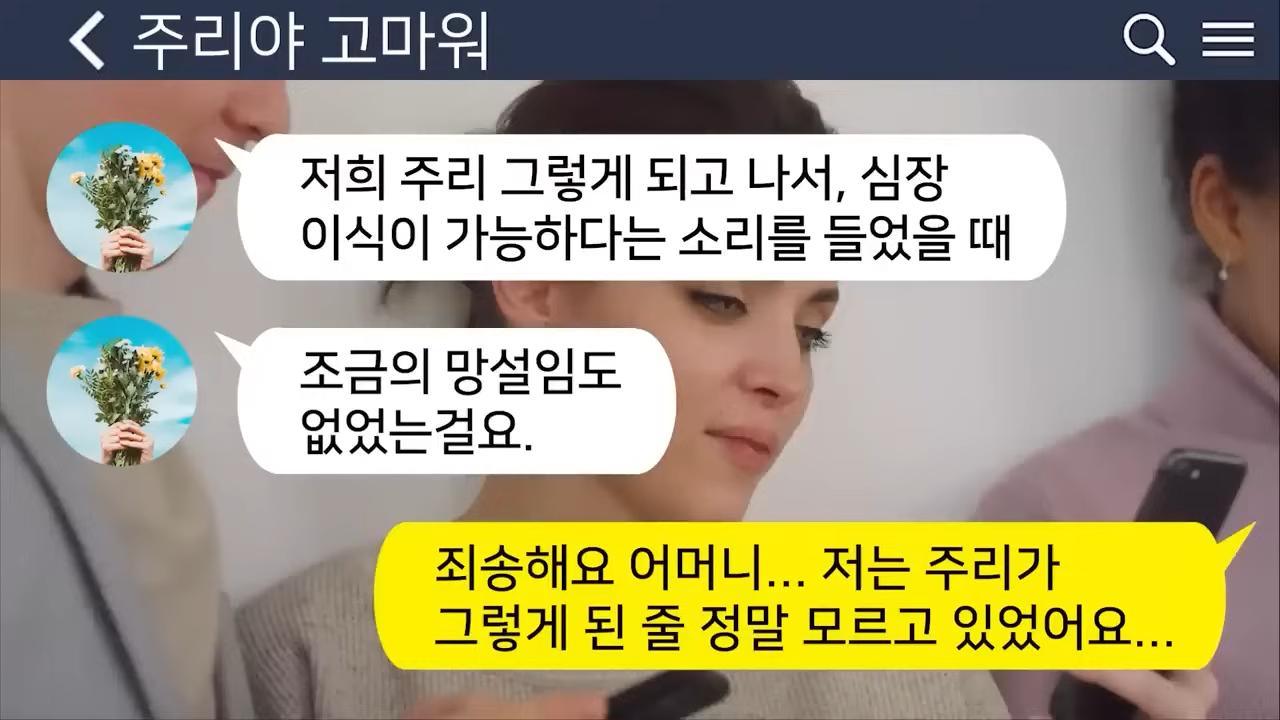 주리야 고마워
저희 주리 그렇게 되고 나서, 심장
이식이 가능하다는 소리를 들었을 때
조금의 망설임도
없었는걸요.
죄송해요 어머니... 저는 주리가
그렇게 된 줄 정말 모르고 있었어요...